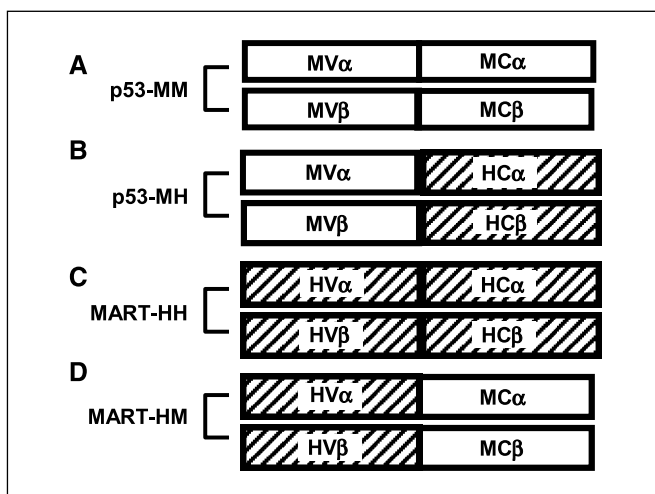 A
p53-MM
MVα MCα
MVβ MCβ
B
p53-MH
MVα HCα
MVβ HCβ
C
MART-HH
HVα HCα
HVβ HCβ
D
MART-HM
HVα MCα
HVβ MCβ